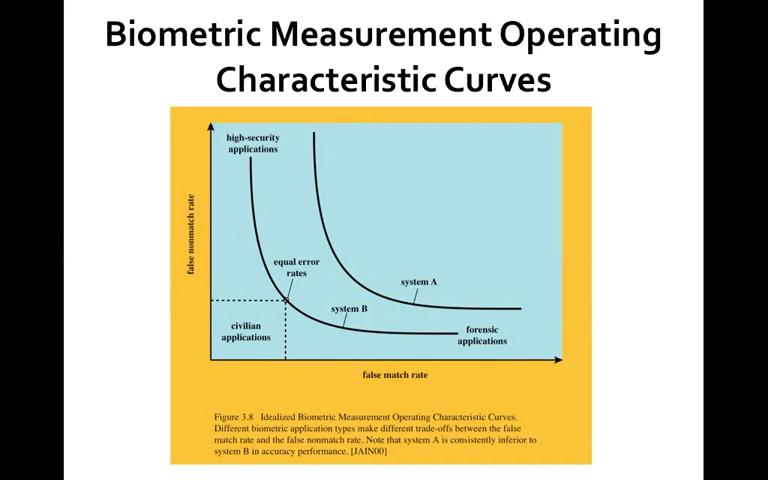 Biometric Measurement Operating
Characteristic Curves
high-security
applications
false nonmatch rate
equal error
rates
system A
system B
civilian
applications
forensic
applications
false match rate
Figure 3.8 Idealized Biometric Measurement Operating Characteristic Curves.
Different biometric application types make different trade-offs between the false
match rate and the false nonmatch rate. Note that system A is consistently inferior to
system B in accuracy performance. [JAIN00]